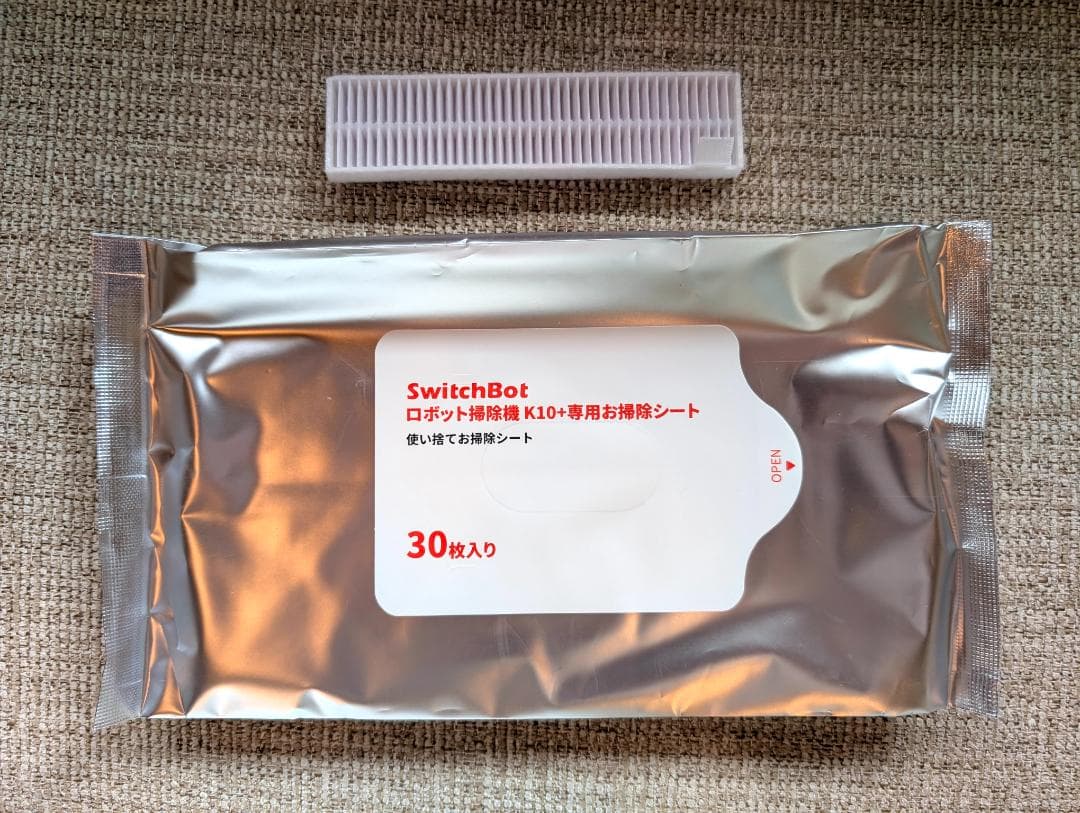 SwitchBot
ロボット掃除機 K10+専用お掃除シート
使い捨てお掃除シート
OPEN
30枚入り